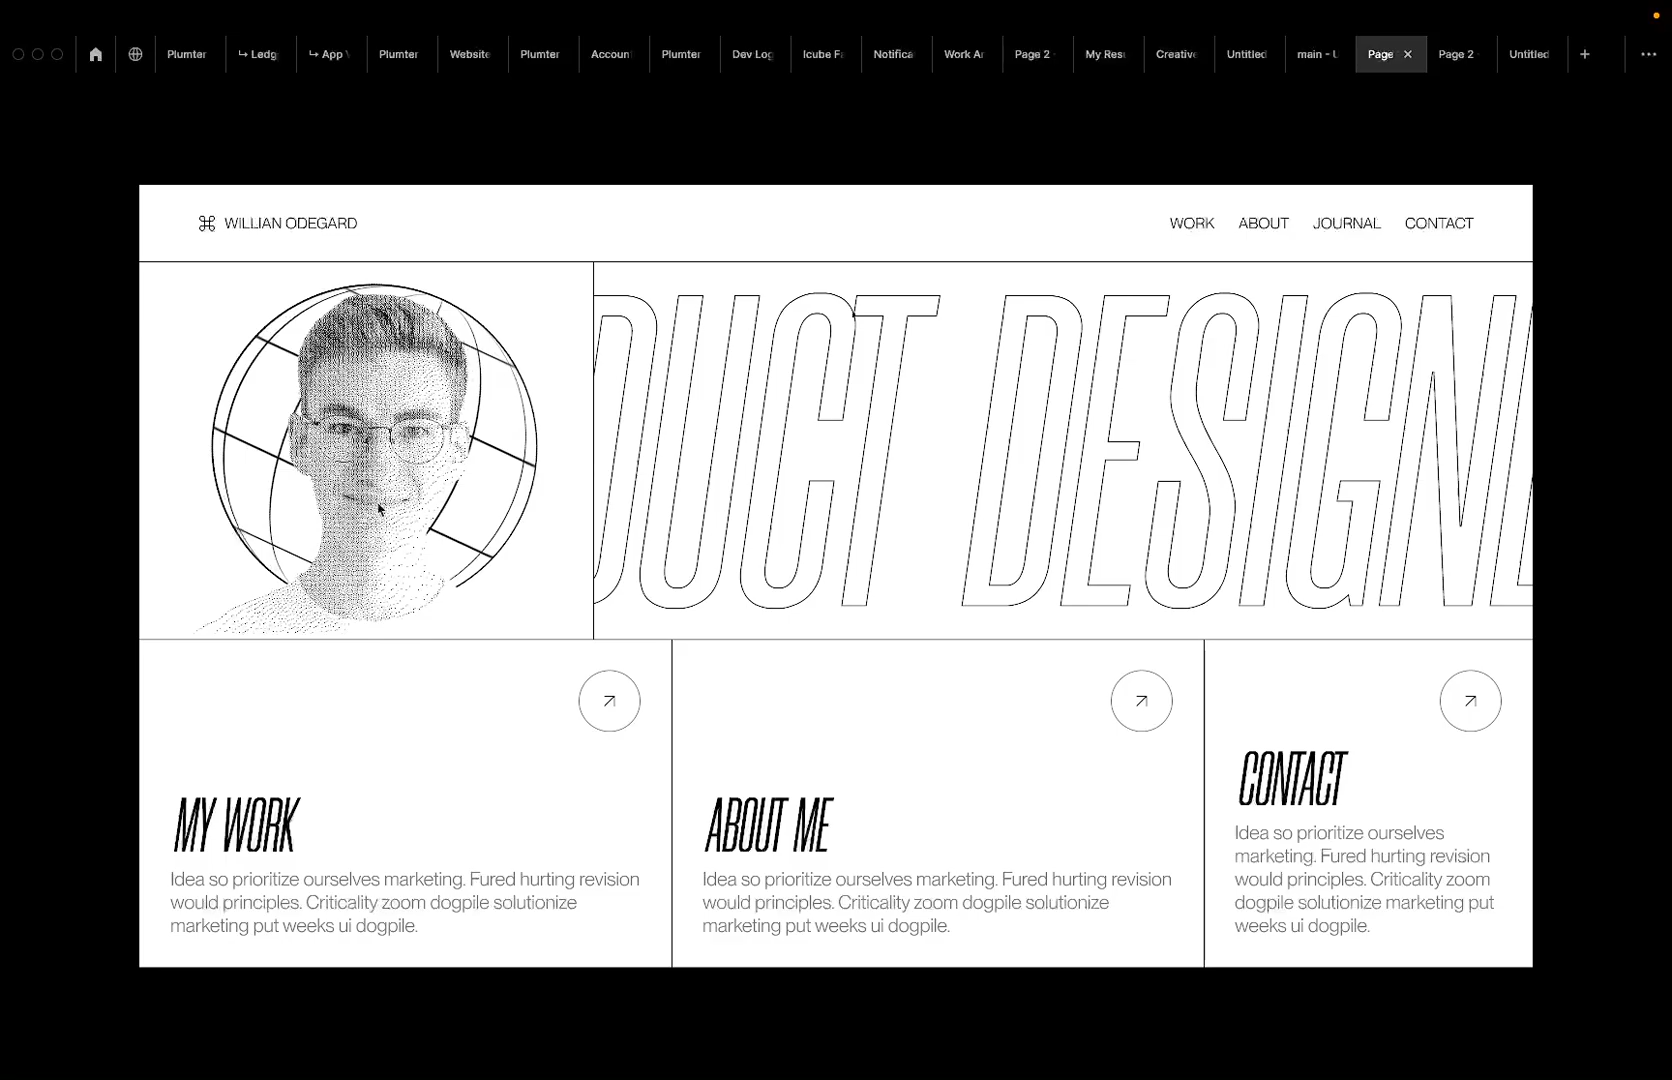 Plumter
↳ Ledg
↳ App
Plumter
Website
Plumter
Accoun
Plumter
Dev Log
Icube F
Notifica
Work Ar
Page 2
My Res
Creative
Untitled
main - U
Page
Page 2
Untitled
⌘ WILLIAN ODEGARD
WORK ABOUT JOURNAL CONTACT
DUCT DESIGNE
MY WORK
Idea so prioritize ourselves marketing. Fured hurting revision
would principles. Criticality zoom dogpile solutionize
marketing put weeks ui dogpile.
ABOUT ME
Idea so prioritize ourselves marketing. Fured hurting revision
would principles. Criticality zoom dogpile solutionize
marketing put weeks ui dogpile.
CONTACT
Idea so prioritize ourselves
marketing. Fured hurting revision
would principles. Criticality zoom
dogpile solutionize marketing put
weeks ui dogpile.